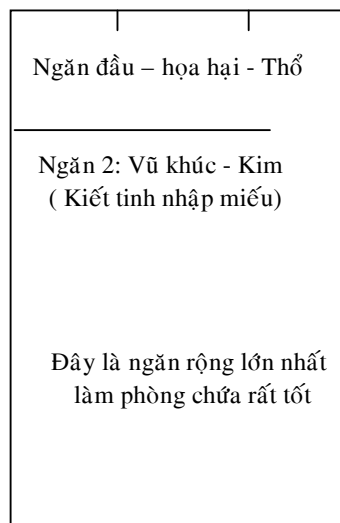 Ngăn đầu – họa hại - Thổ
Ngăn 2: Vũ khúc - Kim
( Kiết tinh nhập miếu)
Đây là ngăn rộng lớn nhất
làm phòng chứa rất tốt